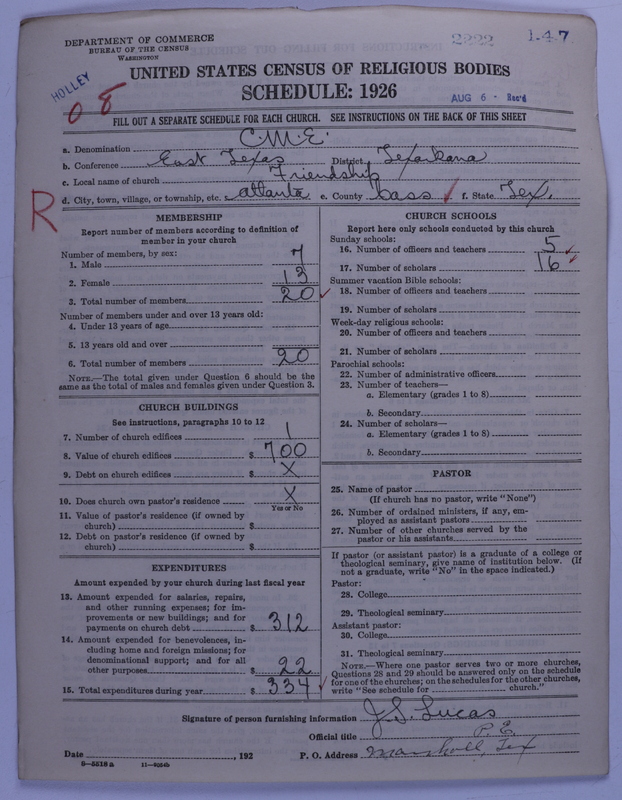 DEPARTMENT OF COMMERCE
BUREAU OF THE CENSUS
WASHINGTON
2222
1-47
HOLLEY
08
UNITED STATES CENSUS OF RELIGIOUS BODIES
SCHEDULE: 1926
AUG 6 - Rec'd
FILL OUT A SEPARATE SCHEDULE FOR EACH CHURCH. SEE INSTRUCTIONS ON THE BACK OF THIS SHEET
a. Denomination C.M.E.
b. Conference East Texas District Texarkana
c. Local name of church Friendship
d. City, town, village, or township, etc. Atlanta e. County Cass f. State Tex.
R
MEMBERSHIP
Report number of members according to definition of
member in your church
Number of members, by sex:
1. Male 7
2. Female 13
3. Total number of members 20
Number of members under and over 13 years old:
4. Under 13 years of age
5. 13 years old and over
6. Total number of members 20
NOTE.—The total given under Question 6 should be the
same as the total of males and females given under Question 3.
CHURCH BUILDINGS
See instructions, paragraphs 10 to 12
7. Number of church edifices 1
8. Value of church edifices $ 700
9. Debt on church edifices $ X
10. Does church own pastor's residence X
Yes or No
11. Value of pastor's residence (if owned by
church) $
12. Debt on pastor's residence (if owned by
church) $
EXPENDITURES
Amount expended by your church during last fiscal year
13. Amount expended for salaries, repairs,
and other running expenses; for im-
provements or new buildings; and for
payments on church debt $ 312
14. Amount expended for benevolences, in-
cluding home and foreign missions; for
denominational support; and for all
other purposes $ 22
15. Total expenditures during year $ 334
CHURCH SCHOOLS
Report here only schools conducted by this church
Sunday schools:
16. Number of officers and teachers 5
17. Number of scholars 16
Summer vacation Bible schools:
18. Number of officers and teachers
19. Number of scholars
Week-day religious schools:
20. Number of officers and teachers
21. Number of scholars
Parochial schools:
22. Number of administrative officers
23. Number of teachers—
a. Elementary (grades 1 to 8)
b. Secondary
24. Number of scholars—
a. Elementary (grades 1 to 8)
b. Secondary
PASTOR
25. Name of pastor
(If church has no pastor, write "None")
26. Number of ordained ministers, if any, em-
ployed as assistant pastors
27. Number of other churches served by the
pastor or his assistants
If pastor (or assistant pastor) is a graduate of a college or
theological seminary, give name of institution below. (If
not a graduate, write "No" in the space indicated.)
Pastor:
28. College
29. Theological seminary
Assistant pastor:
30. College
31. Theological seminary
NOTE.—Where one pastor serves two or more churches,
Questions 28 and 29 should be answered only on the schedule
for one of the churches; on the schedules for the other churches,
write "See schedule for church."
Signature of person furnishing information J.S. Lucas
Official title P.E.
Date , 192 P. O. Address Marshall, Tex
8—5518 a 11—9054b